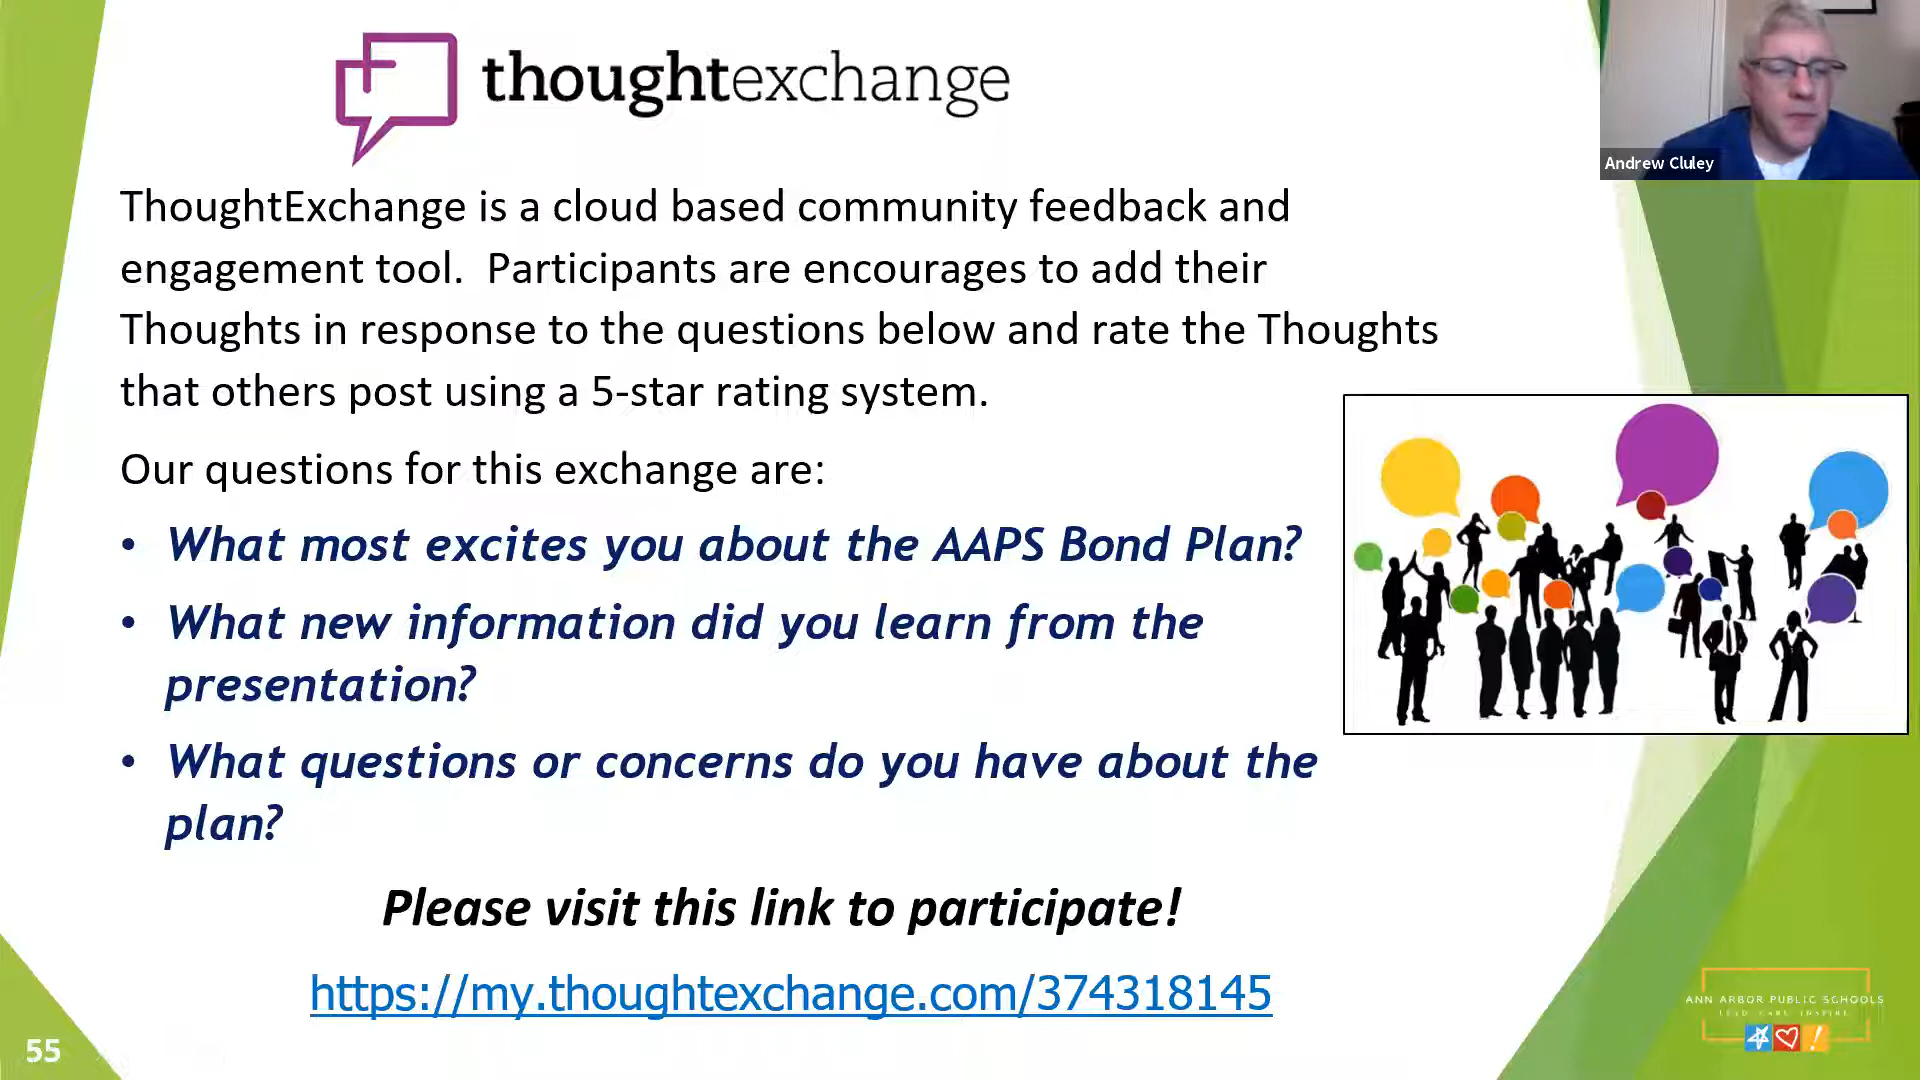 thoughtexchange
Andrew Cluley
ThoughtExchange is a cloud based community feedback and
engagement tool.  Participants are encourages to add their
Thoughts in response to the questions below and rate the Thoughts
that others post using a 5-star rating system.
Our questions for this exchange are:
• What most excites you about the AAPS Bond Plan?
• What new information did you learn from the
presentation?
• What questions or concerns do you have about the
plan?
Please visit this link to participate!
https://my.thoughtexchange.com/374318145
ANN ARBOR PUBLIC SCHOOLS
LEAD CARE INSPIRE
55